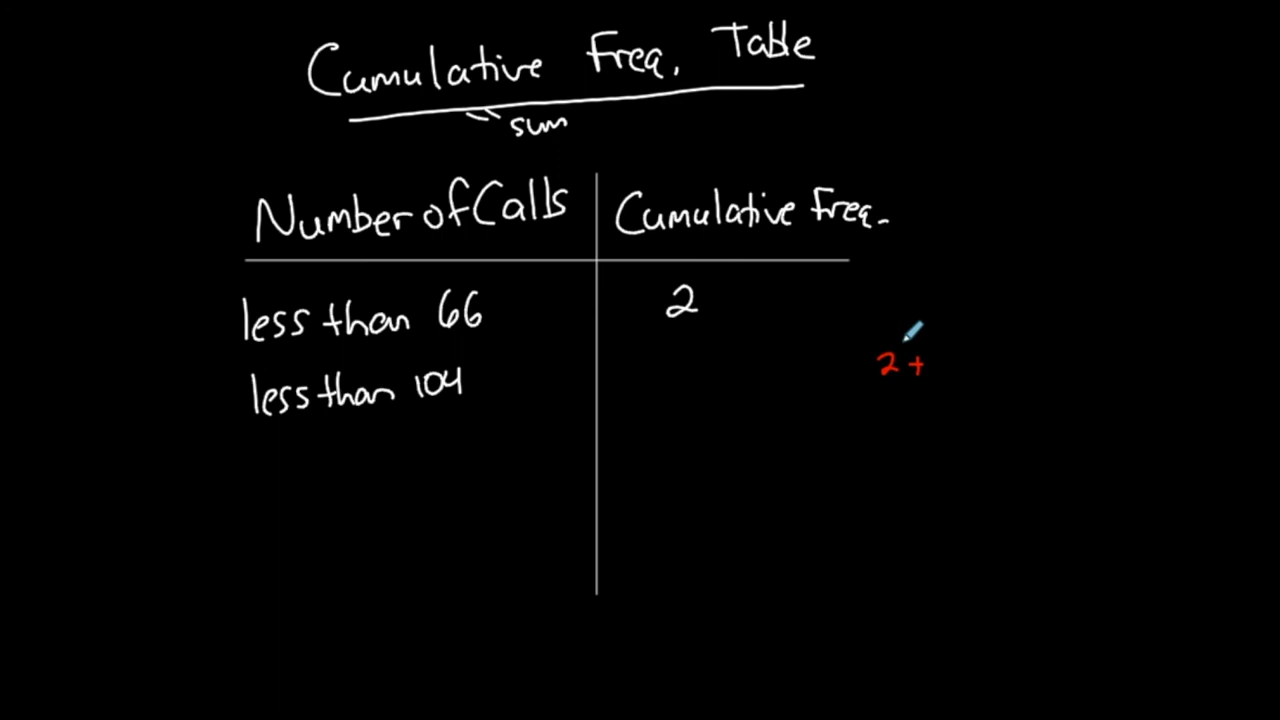 Cumulative Freq. Table
sum
Number of Calls Cumulative Freq.
less than 66 2
2 +
less than 104